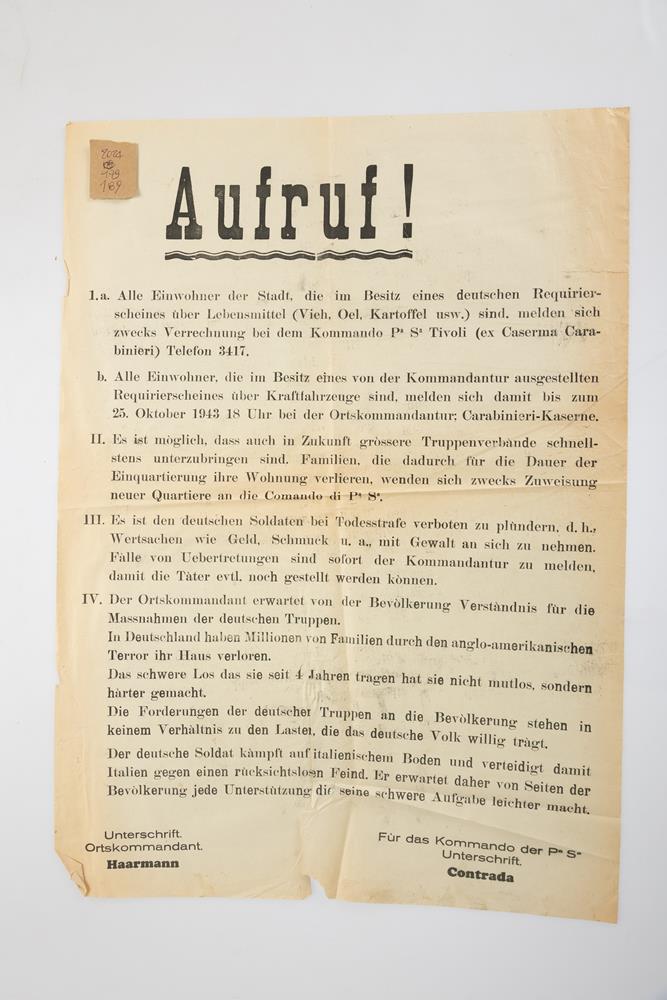 2024
189
Aufruf!
1.a. Alle Einwohner der Stadt, die im Besitz eines deutschen Requirier-
scheines über Lebensmittel (Vieh, Oel, Kartoffel usw.) sind. melden sich
zwecks Verrechnung bei dem Kommando Pª Sª Tivoli (ex Caserma Cara-
binieri) Telefon 3417.
b. Alle Einwohner, die im Besitz eines von der Kommandantur ausgestellten
Requirierscheines über Kraftfahrzeuge sind, melden sich damit bis zum
25. Oktober 1943 18 Uhr bei der Ortskommandantur; Carabinieri-Kaserne.
II. Es ist möglich, dass auch in Zukunft grössere Truppenverbände schnell-
stens unterzubringen sind. Familien, die dadurch für die Dauer der
Einquartierung ihre Wohnung verlieren, wenden sich zwecks Zuweisung
neuer Quartiere an die Comando di Pª Sª.
III. Es ist den deutschen Soldaten bei Todesstrafe verboten zu plündern, d. h.,
Wertsachen wie Geld, Schmuck u. a., mit Gewalt an sich zu nehmen.
Fälle von Uebertretungen sind sofort der Kommandantur zu melden,
damit die Täter evtl. noch gestellt werden können.
IV. Der Ortskommandant erwartet von der Bevölkerung Verständnis für die
Massnahmen der deutschen Truppen.
In Deutschland haben Millionen von Familien durch den anglo-amerikanischen
Terror ihr Haus verloren.
Das schwere Los das sie seit 4 Jahren tragen hat sie nicht mutlos, sondern
härter gemacht.
Die Forderungen der deutscher Truppen an die Bevölkerung stehen in
keinem Verhältnis zu den Lasten, die das deutsche Volk willig trägt.
Der deutsche Soldat kämpft auf italienischem Boden und verteidigt damit
Italien gegen einen rücksichtslosen Feind. Er erwartet daher von Seiten der
Bevölkerung jede Unterstützung die seine schwere Aufgabe leichter macht.
Unterschrift.
Ortskommandant.
Haarmann
Für das Kommando der Pª Sª
Unterschrift.
Contrada